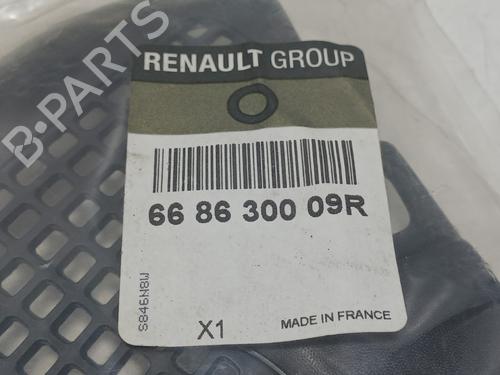 RENAULT GROUP
66 86 300 09R
S846N8W
X1
MADE IN FRANCE
B-PARTS